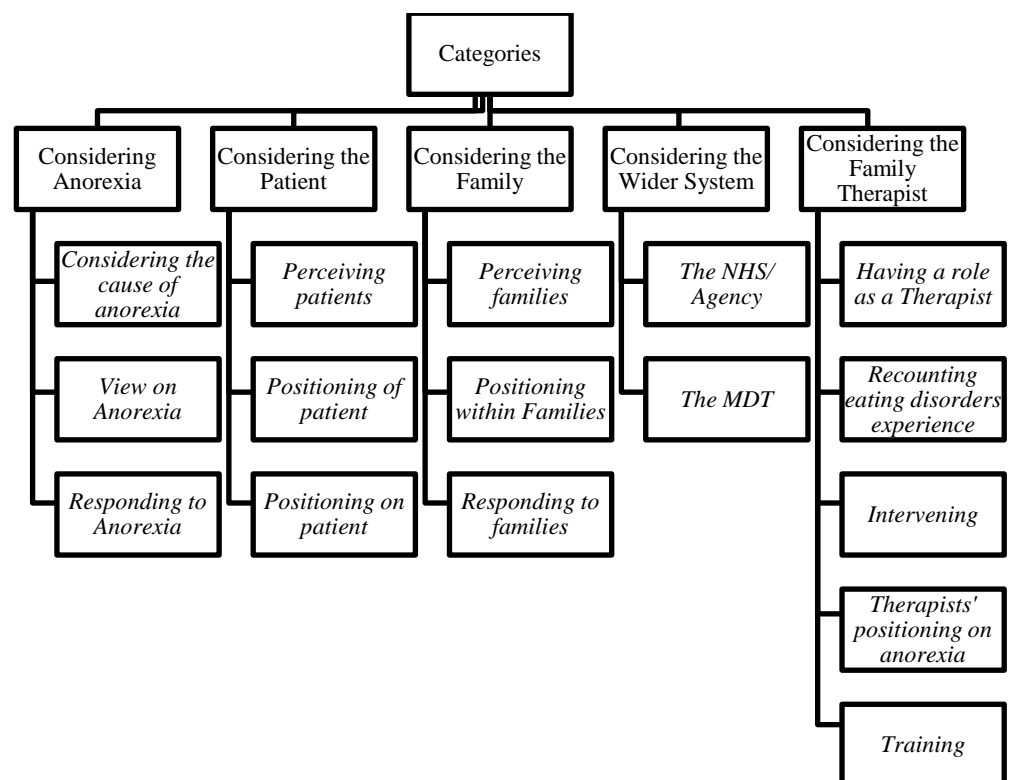 Categories
Considering
Anorexia
Considering the
cause of
anorexia
View on
Anorexia
Responding to
Anorexia
Considering the
Patient
Perceiving
patients
Positioning of
patient
Positioning on
patient
Considering the
Family
Perceiving
families
Positioning
within Families
Responding to
families
Considering the
Wider System
The NHS/
Agency
The MDT
Considering the
Family
Therapist
Having a role
as a Therapist
Recounting
eating disorders
experience
Intervening
Therapists'
positioning on
anorexia
Training